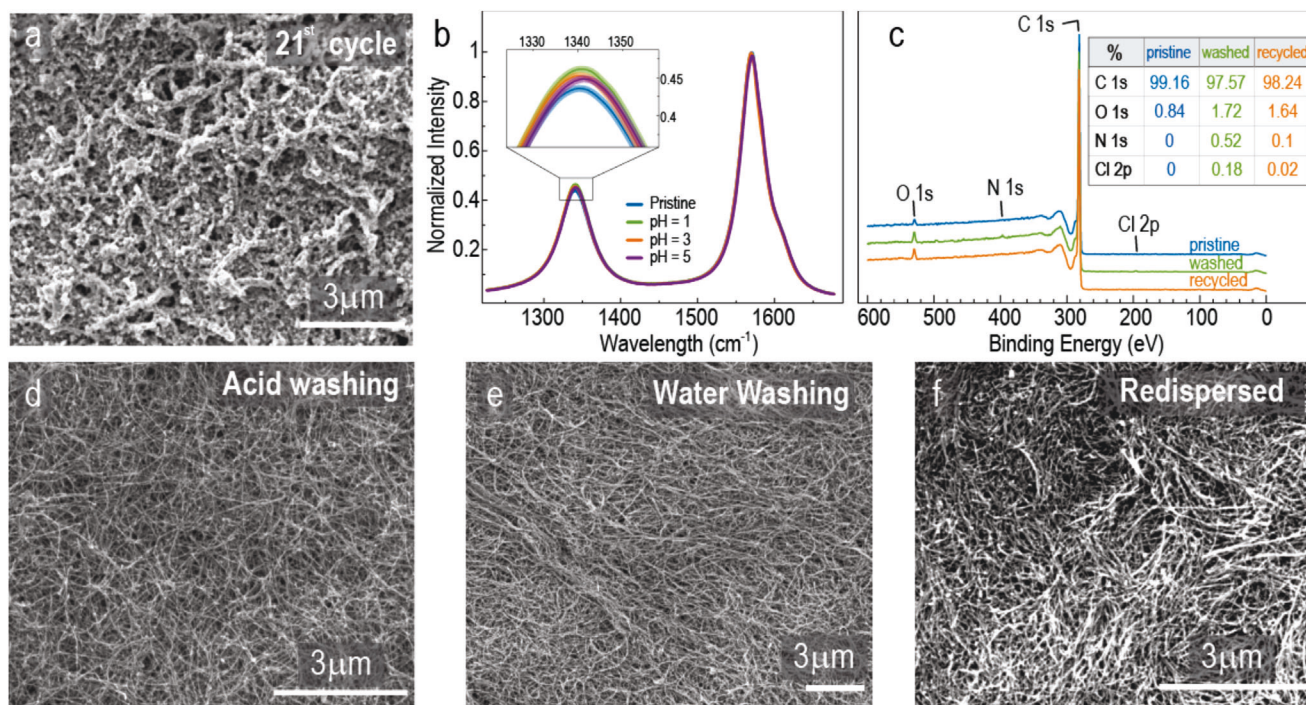 a
21st cycle
3μm
b
1330 1340 1350
0.45
0.4
Normalized Intensity
1
0.8
0.6
0.4
0.2
Pristine
pH = 1
pH = 3
pH = 5
1300 1400 1500 1600
Wavelength (cm-1)
c
C 1s
% pristine washed recycled
C 1s 99.16 97.57 98.24
O 1s 0.84 1.72 1.64
N 1s 0 0.52 0.1
Cl 2p 0 0.18 0.02
O 1s
N 1s
Cl 2p
pristine
washed
recycled
600 500 400 300 200 100 0
Binding Energy (eV)
d
Acid washing
3μm
e
Water Washing
3μm
f
Redispersed
3μm